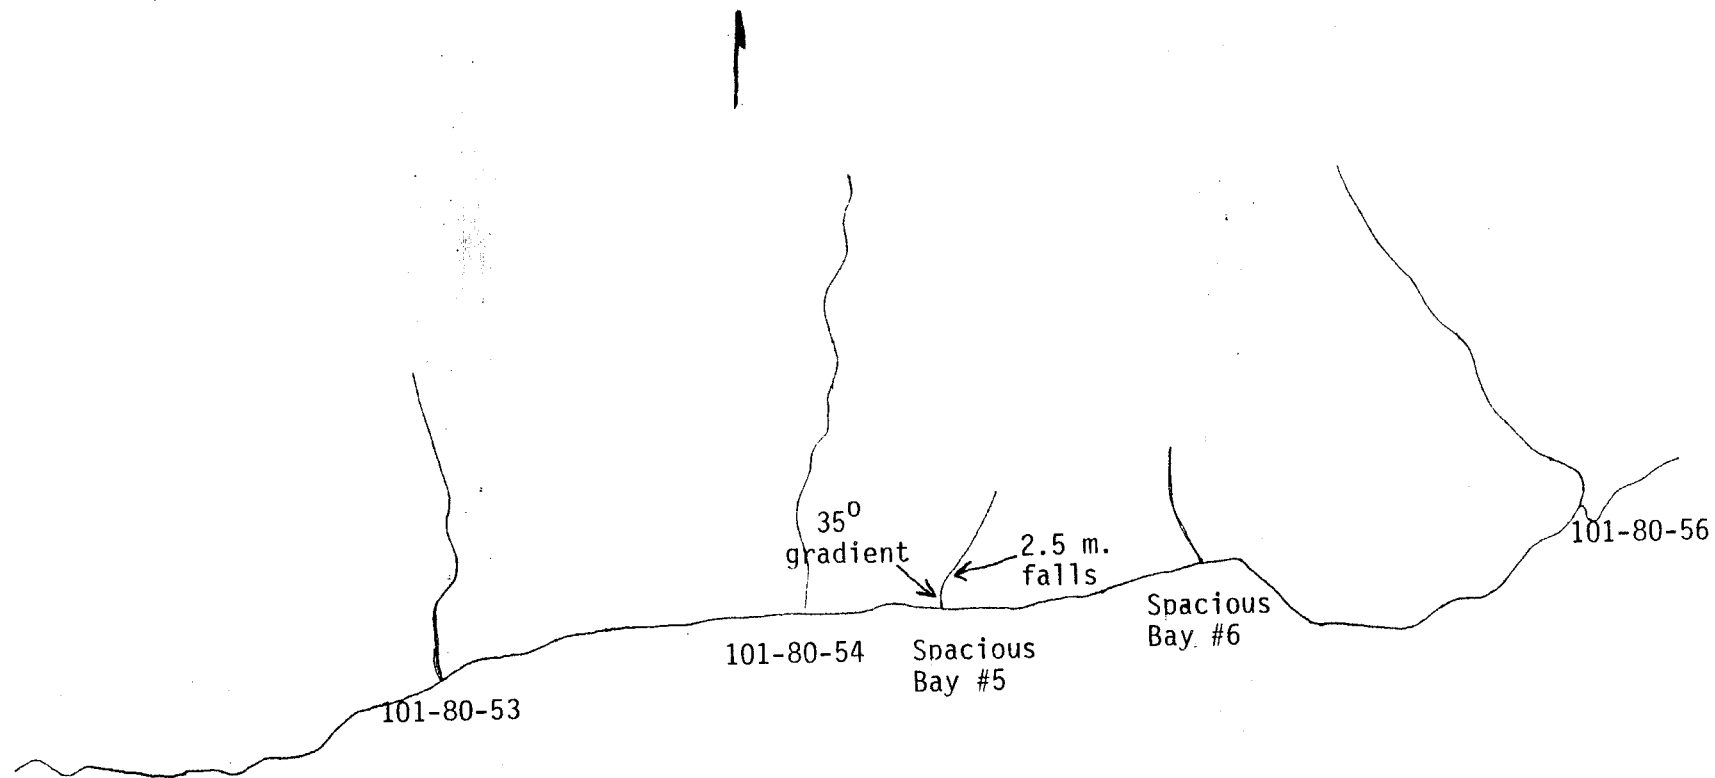 35°
gradient
2.5 m.
falls
101-80-56
Spacious
Bay #6
101-80-54
Spacious
Bay #5
101-80-53